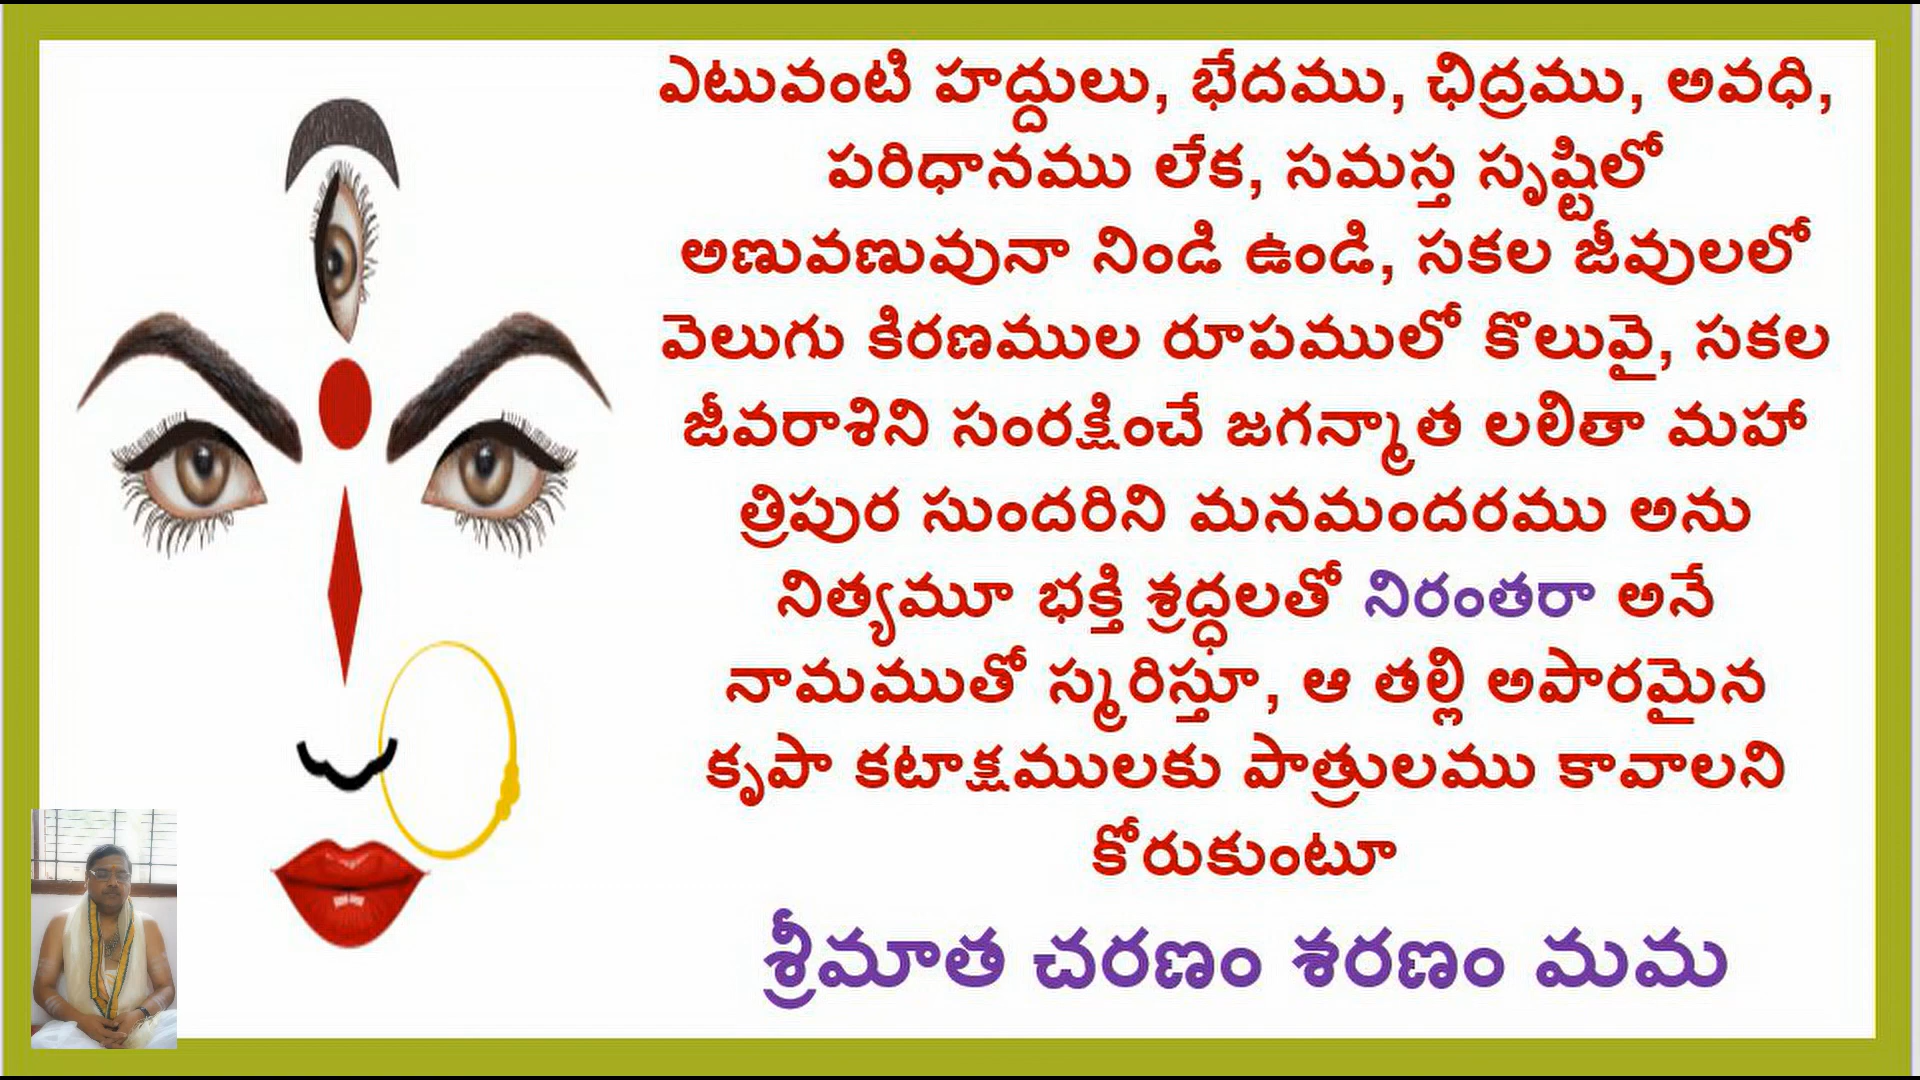 ఎటువంటి హద్దులు, భేదము, ఛిద్రము, అవధి,
పరిధానము లేక, సమస్త సృష్టిలో
అణువణువునా నిండి ఉండి, సకల జీవులలో
వెలుగు కిరణముల రూపములో కొలువై, సకల
జీవరాశిని సంరక్షించే జగన్మాత లలితా మహా
త్రిపుర సుందరిని మనమందరము అను
నిత్యమూ భక్తి శ్రద్ధలతో నిరంతరా అనే
నామముతో స్మరిస్తూ, ఆ తల్లి అపారమైన
కృపా కటాక్షములకు పాత్రులము కావాలని
కోరుకుంటూ
శ్రీమాత చరణం శరణం మమ